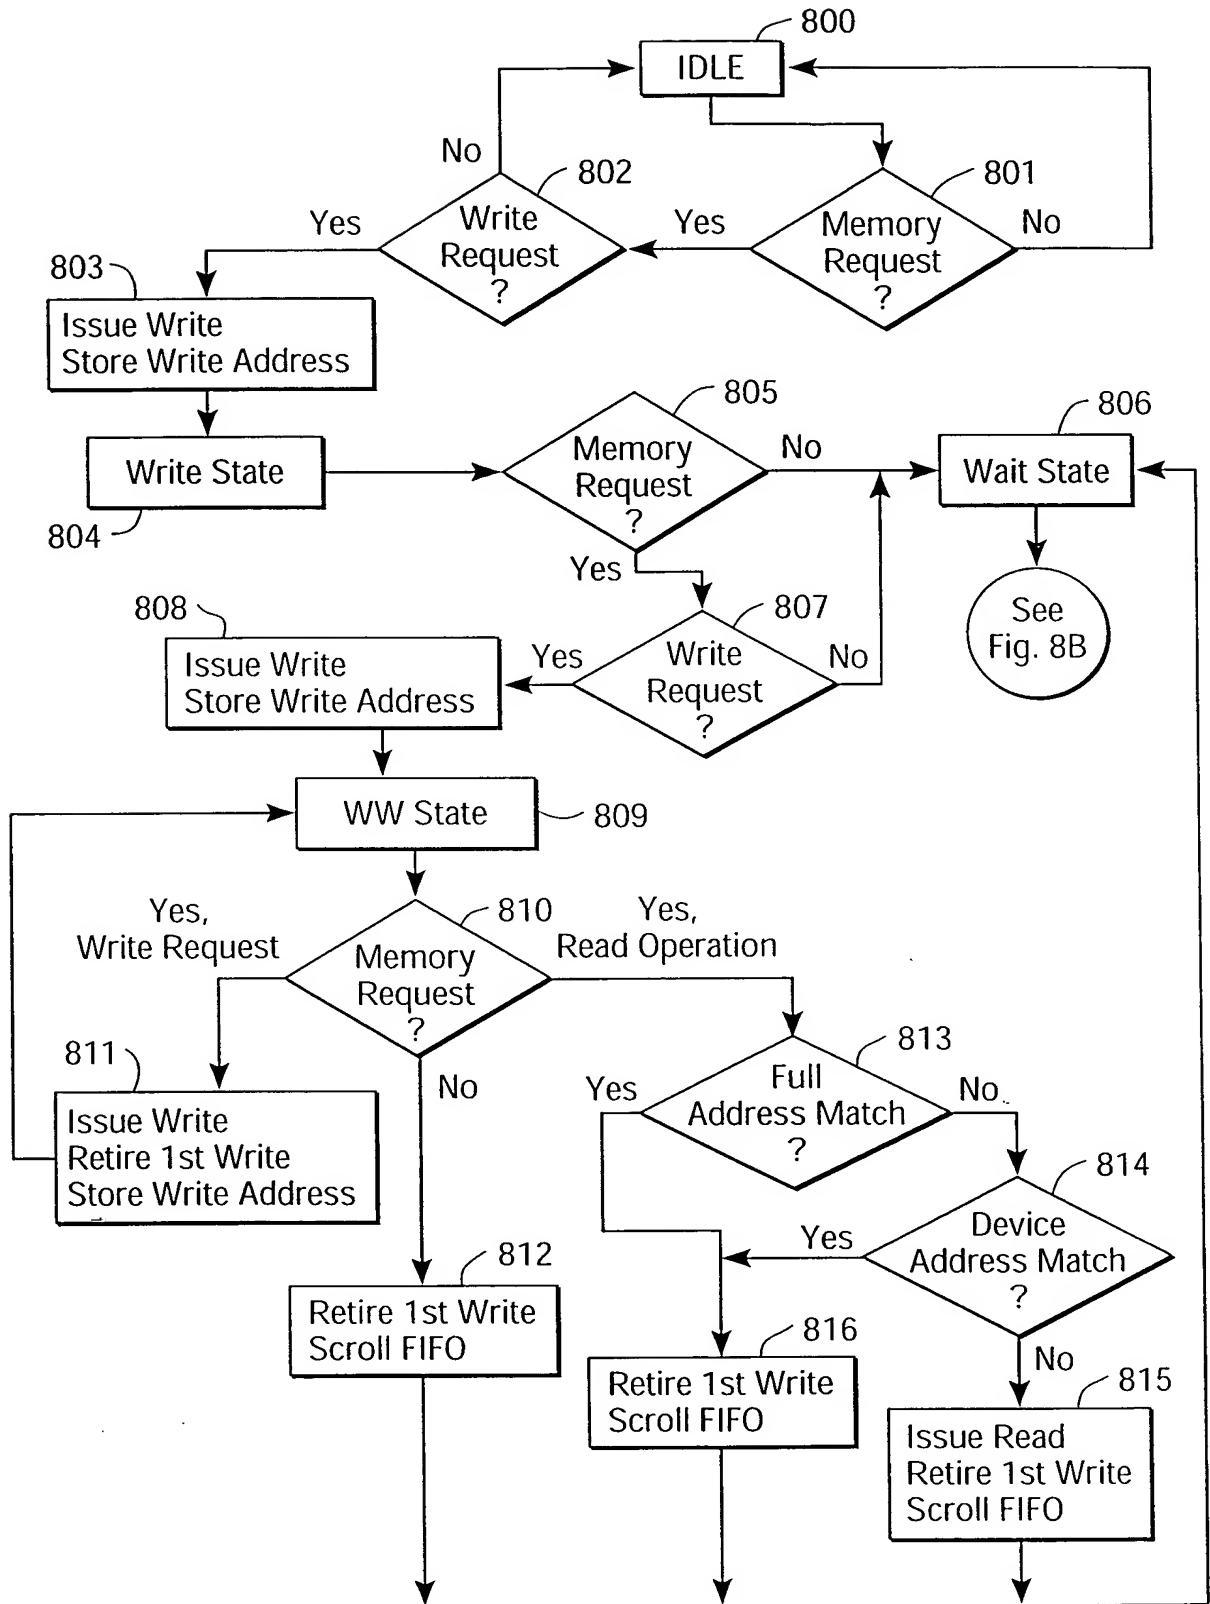 800
IDLE
No
802
801
Yes
Write
Request
?
Yes
Memory
Request
?
No
803
Issue Write
Store Write Address
805
806
Write State
804
Memory
Request
?
No
Wait State
Yes
808
807
See
Fig. 8B
Issue Write
Store Write Address
Yes
Write
Request
?
No
WW State
809
Yes,
Write Request
810
Yes,
Read Operation
Memory
Request
?
811
No
813
Issue Write
Retire 1st Write
Store Write Address
Yes
Full
Address Match
?
No
814
Yes
Device
Address Match
?
812
Retire 1st Write
Scroll FIFO
816
Retire 1st Write
Scroll FIFO
No
815
Issue Read
Retire 1st Write
Scroll FIFO